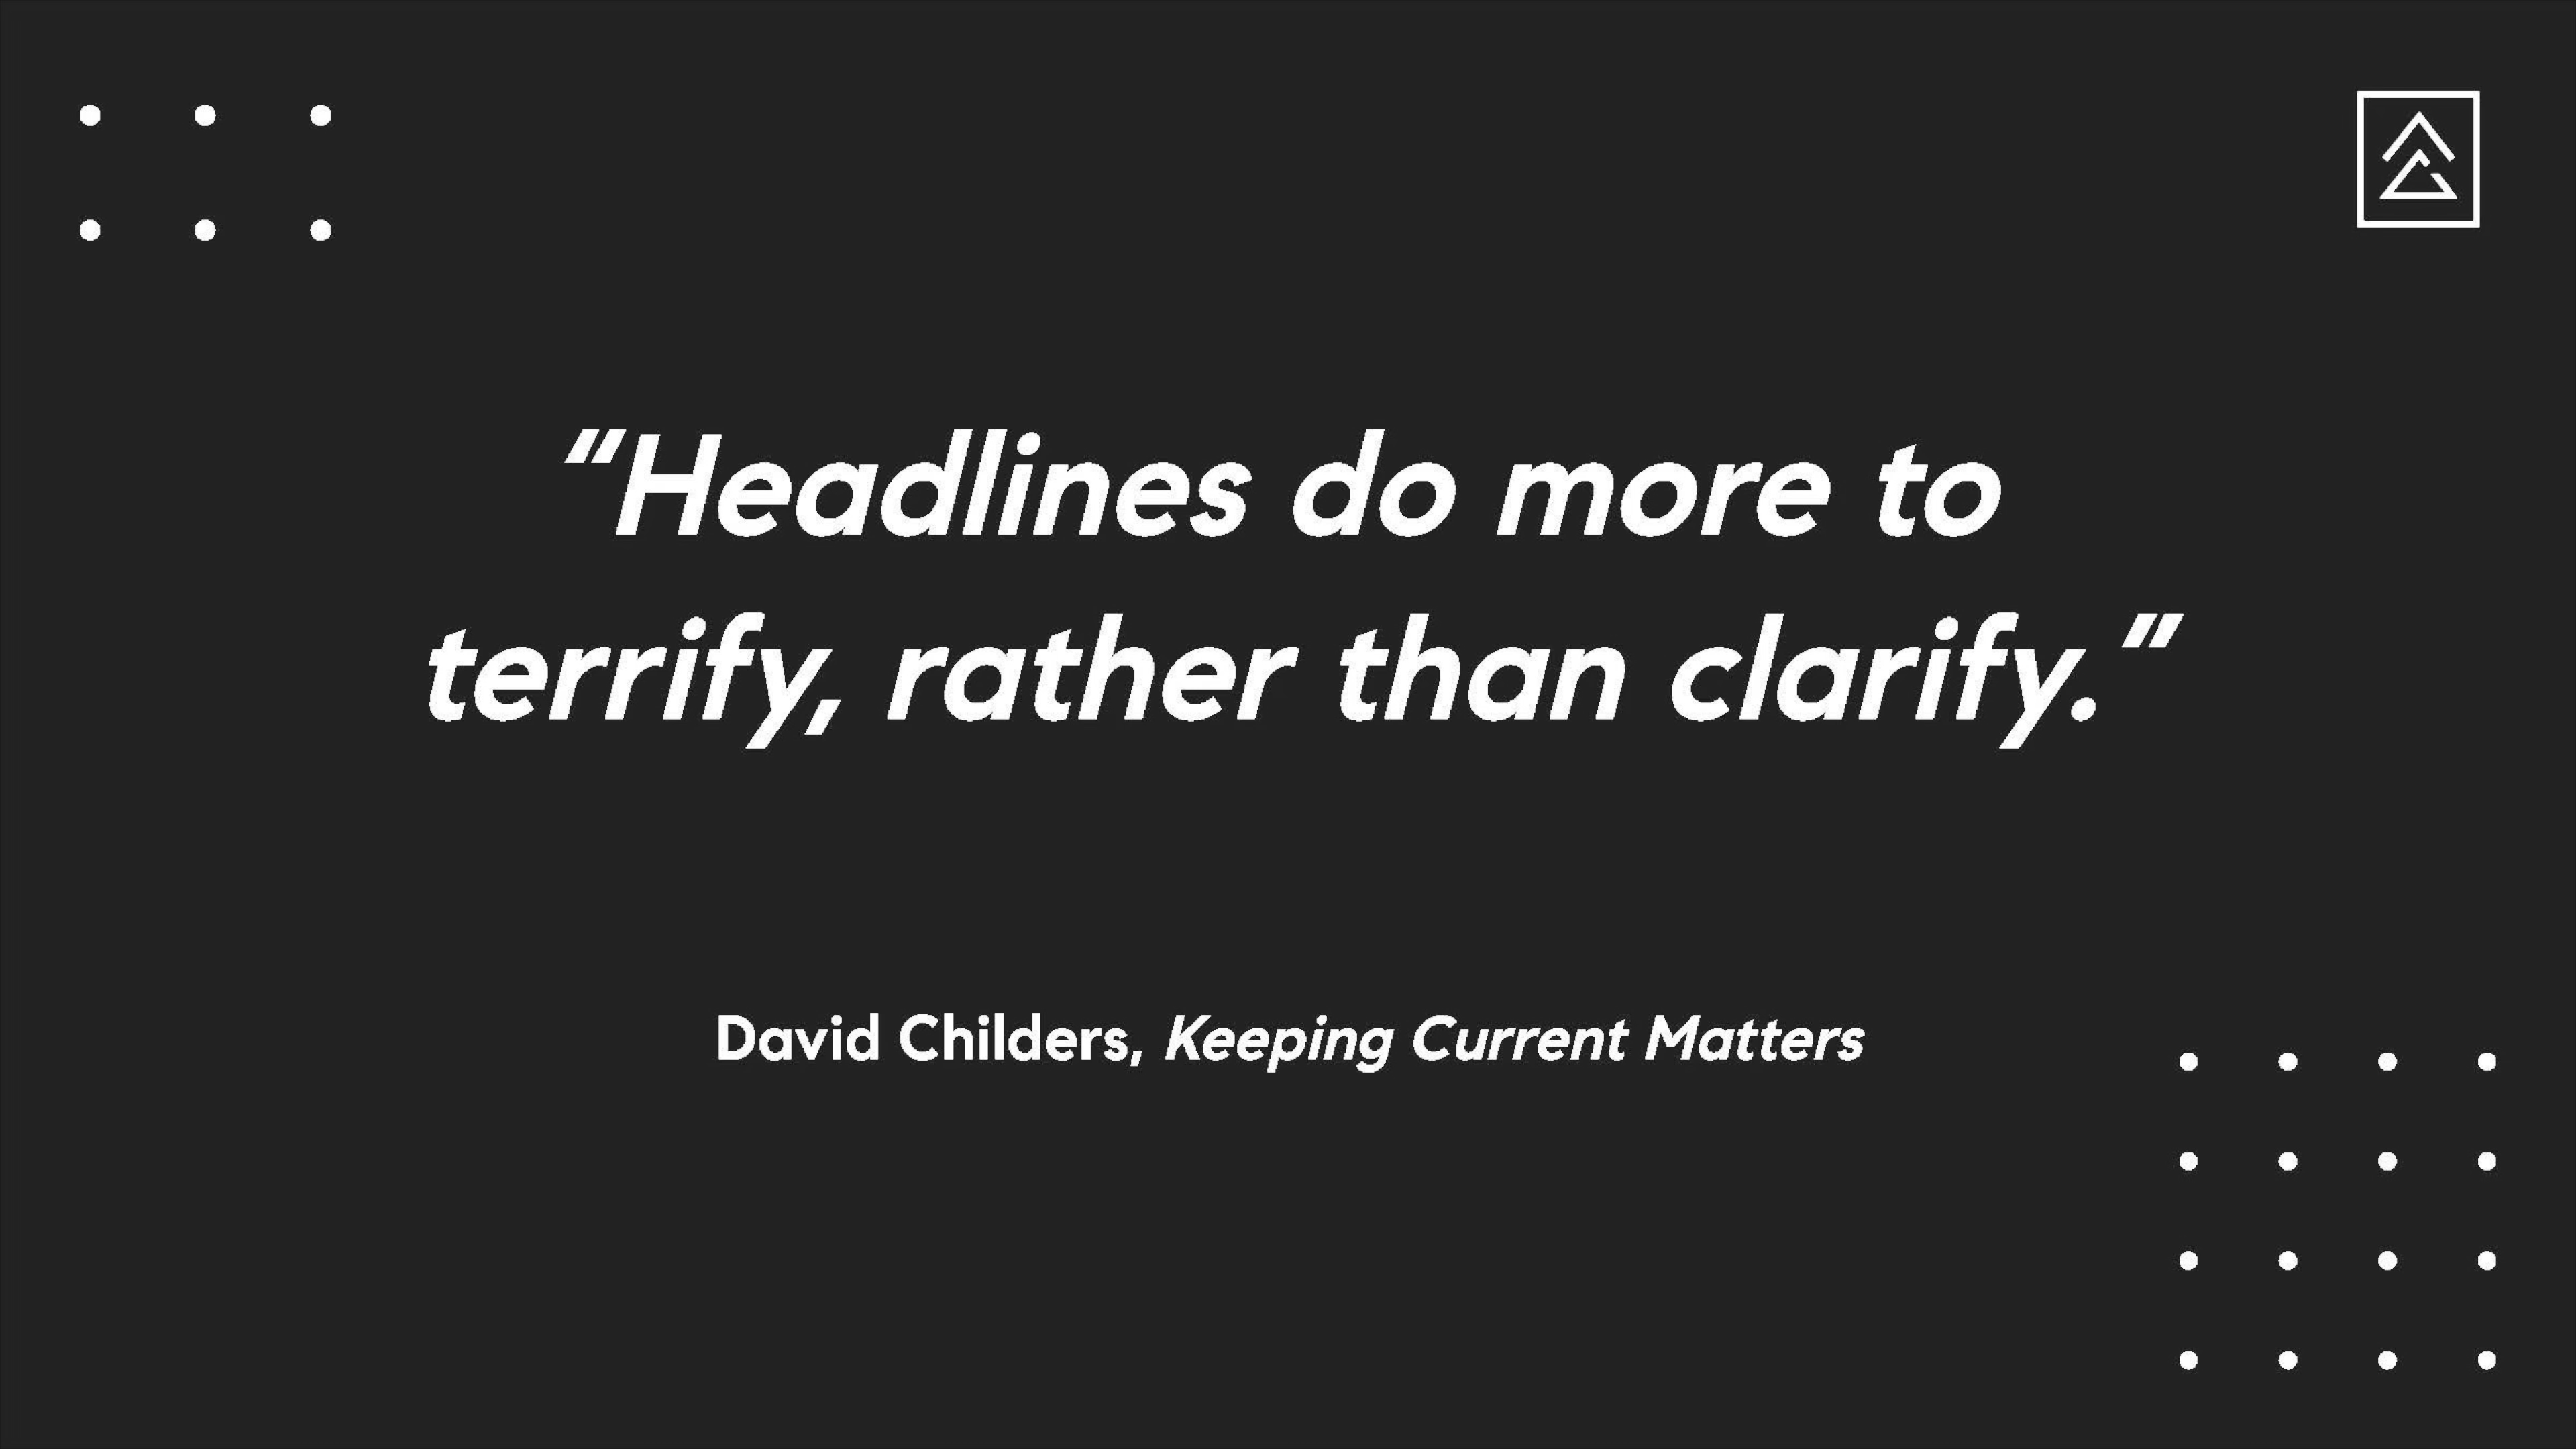 “Headlines do more to
terrify, rather than clarify.”
David Childers, Keeping Current Matters